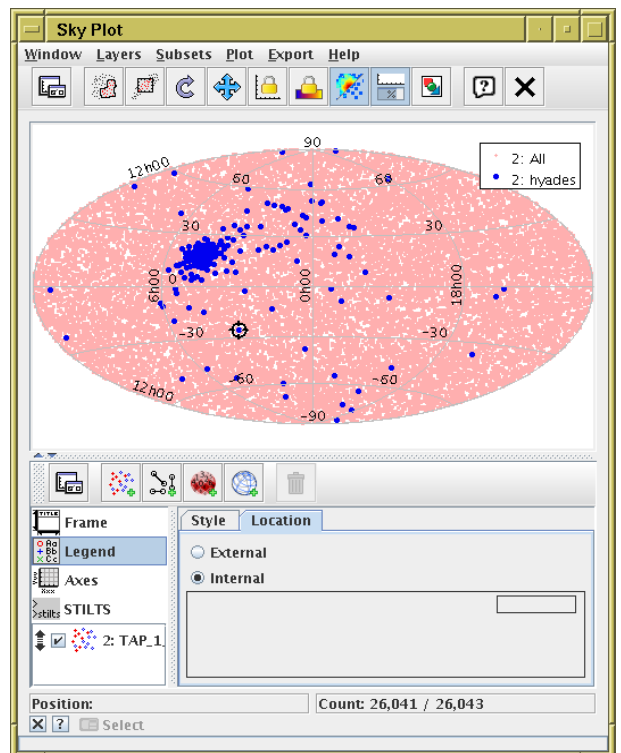 Sky Plot
Window Layers Subsets Plot Export Help
90
12h00
2: All
2: hyades
60
60
30
30
0
6h00
0h00
18h00
-30
-30
12h00
-60
-60
-90
Frame
Legend
Axes
STILTS
2: TAP_1_
Style Location
External
Internal
Position:
Count: 26,041 / 26,043
Select